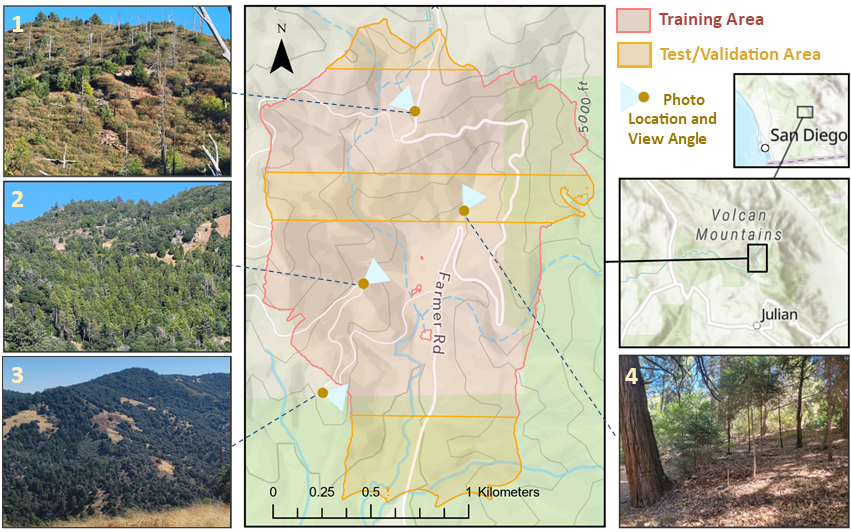 1
2
3
N
5000 ft
Farmer Rd
0 0.25 0.5 1 Kilometers
Training Area
Test/Validation Area
Photo
Location and
View Angle
San Diego
Volcan
Mountains
Julian
4